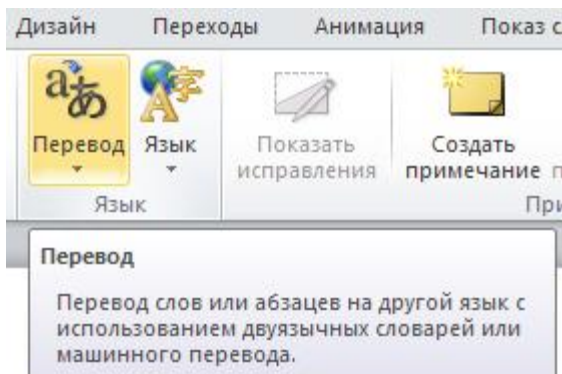 Дизайн Переходы Анимация Показ с
Перевод Язык Показать исправления Создать примечание п
Язык При
Перевод
Перевод слов или абзацев на другой язык с
использованием двуязычных словарей или
машинного перевода.